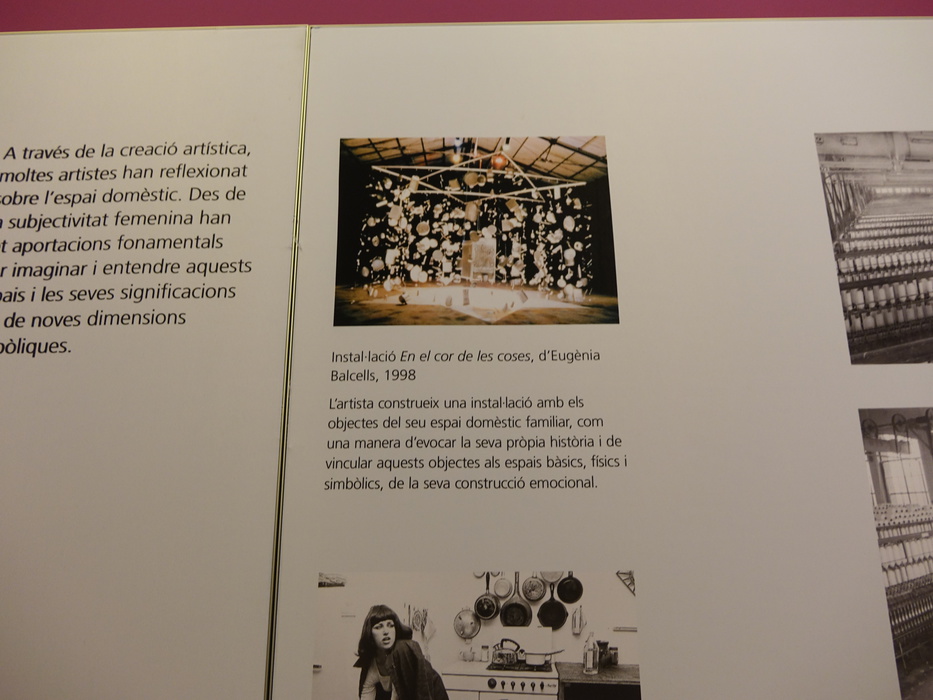 A través de la creació artística,
moltes artistes han reflexionat
sobre l'espai domèstic. Des de
subjectivitat femenina han
aportacions fonamentals
imaginar i entendre aquests
i les seves significacions
de noves dimensions
Instal·lació En el cor de les coses, d'Eugènia
Balcells, 1998
L'artista construeix una instal·lació amb els
objectes del seu espai domèstic familiar, com
una manera d'evocar la seva pròpia història i de
vincular aquests objectes als espais bàsics, físics i
simbòlics, de la seva construcció emocional.